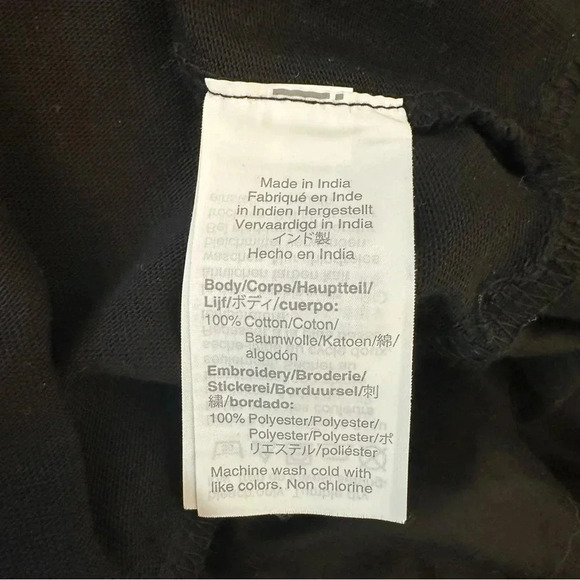 Made in India
Fabriqué en Inde
in Indien Hergestellt
Vervaardigd in India
インド製
Hecho en India
Body/Corps/Hauptteil/
Lijf/ボディ/cuerpo:
100% Cotton/Coton/
Baumwolle/Katoen/綿/
algodón
Embroidery/Broderie/
Stickerei/Borduursel/刺
繍/bordado:
100% Polyester/Polyester/
Polyester/Polyester/ポ
リエステル/poliéster
Machine wash cold with
like colors. Non chlorine